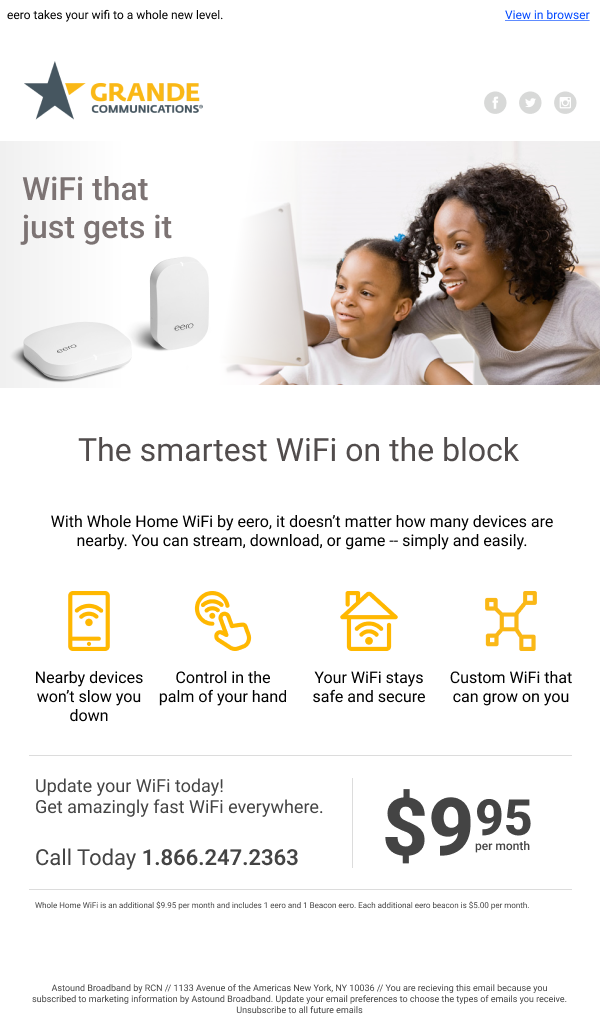 eero takes your wifi to a whole new level.
View in browser
GRANDE
COMMUNICATIONS®
WiFi that
just gets it
eero
eero
The smartest WiFi on the block
With Whole Home WiFi by eero, it doesn't matter how many devices are
nearby. You can stream, download, or game -- simply and easily.
Nearby devices
won't slow you
down
Control in the
palm of your hand
Your WiFi stays
safe and secure
Custom WiFi that
can grow on you
Update your WiFi today!
Get amazingly fast WiFi everywhere.
Call Today 1.866.247.2363
$995
per month
Whole Home WiFi is an additional $9.95 per month and includes 1 eero and 1 Beacon eero. Each additional eero beacon is $5.00 per month.
Astound Broadband by RCN // 1133 Avenue of the Americas New York, NY 10036 // You are recieving this email because you
subscribed to marketing information by Astound Broadband. Update your email preferences to choose the types of emails you receive.
Unsubscribe to all future emails